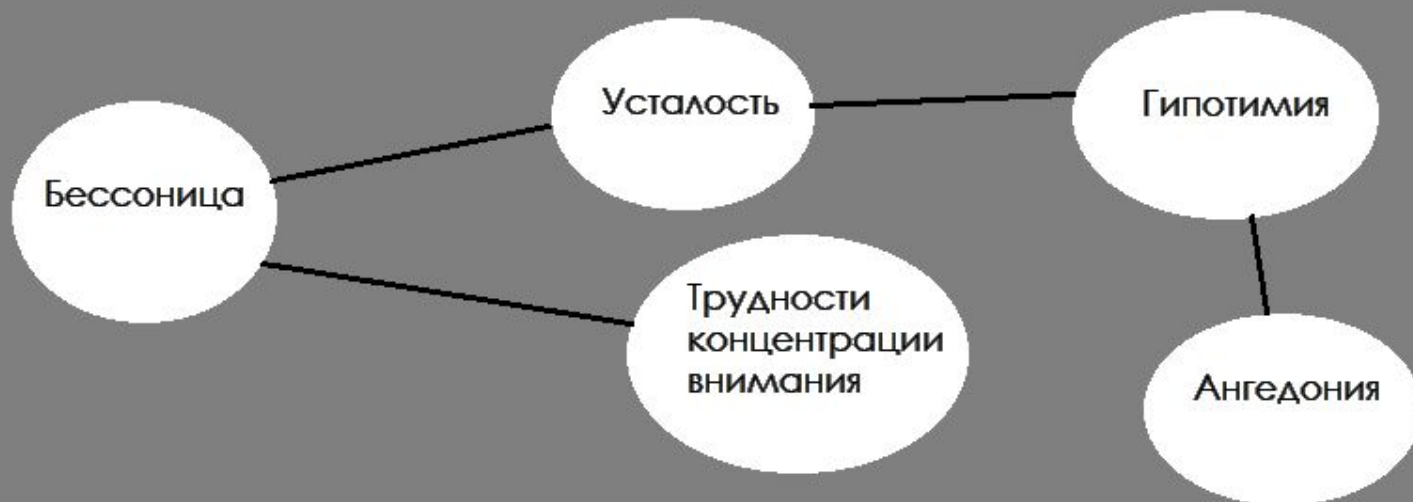 Бессоница
Усталость
Гипотимия
Трудности
концентрации
внимания
Ангедония